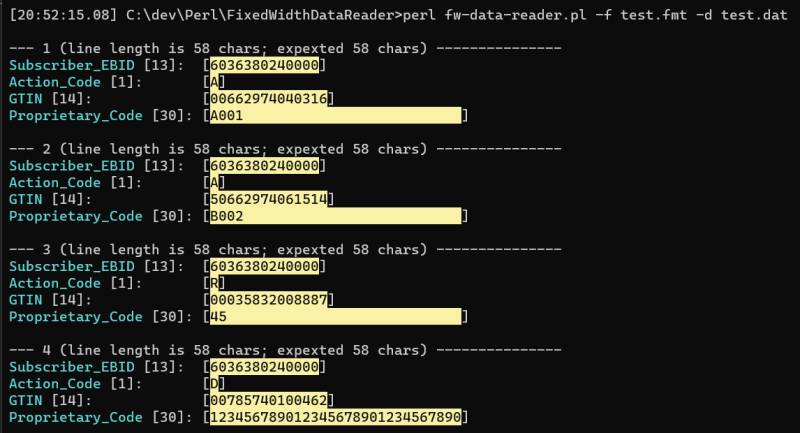 [20:52:15.08] C:\dev\Perl\FixedWidthDataReader>perl fw-data-reader.pl -f test.fmt -d test.dat
--- 1 (line length is 58 chars; expexted 58 chars) ---------------
Subscriber_EBID [13]:  [6036380240000]
Action_Code [1]:       [A]
GTIN [14]:             [00662974040316]
Proprietary_Code [30]: [A001                          ]
--- 2 (line length is 58 chars; expexted 58 chars) ---------------
Subscriber_EBID [13]:  [6036380240000]
Action_Code [1]:       [A]
GTIN [14]:             [50662974061514]
Proprietary_Code [30]: [B002                          ]
--- 3 (line length is 58 chars; expexted 58 chars) ---------------
Subscriber_EBID [13]:  [6036380240000]
Action_Code [1]:       [R]
GTIN [14]:             [00035832008887]
Proprietary_Code [30]: [45                            ]
--- 4 (line length is 58 chars; expexted 58 chars) ---------------
Subscriber_EBID [13]:  [6036380240000]
Action_Code [1]:       [D]
GTIN [14]:             [00785740100462]
Proprietary_Code [30]: [123456789012345678901234567890]